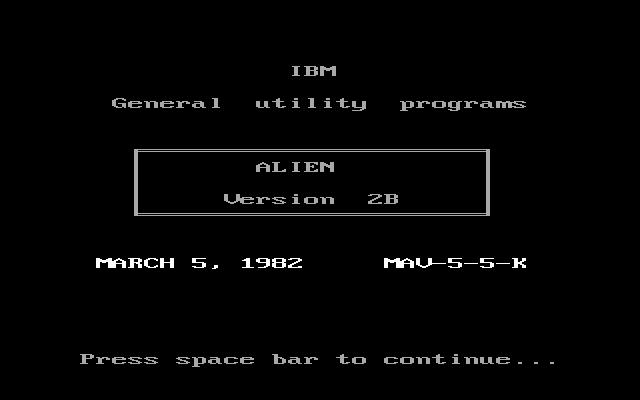 IBM
General utility programs
ALIEN
Version 2B
MARCH 5, 1982 MAV-5-5-K
Press space bar to continue...